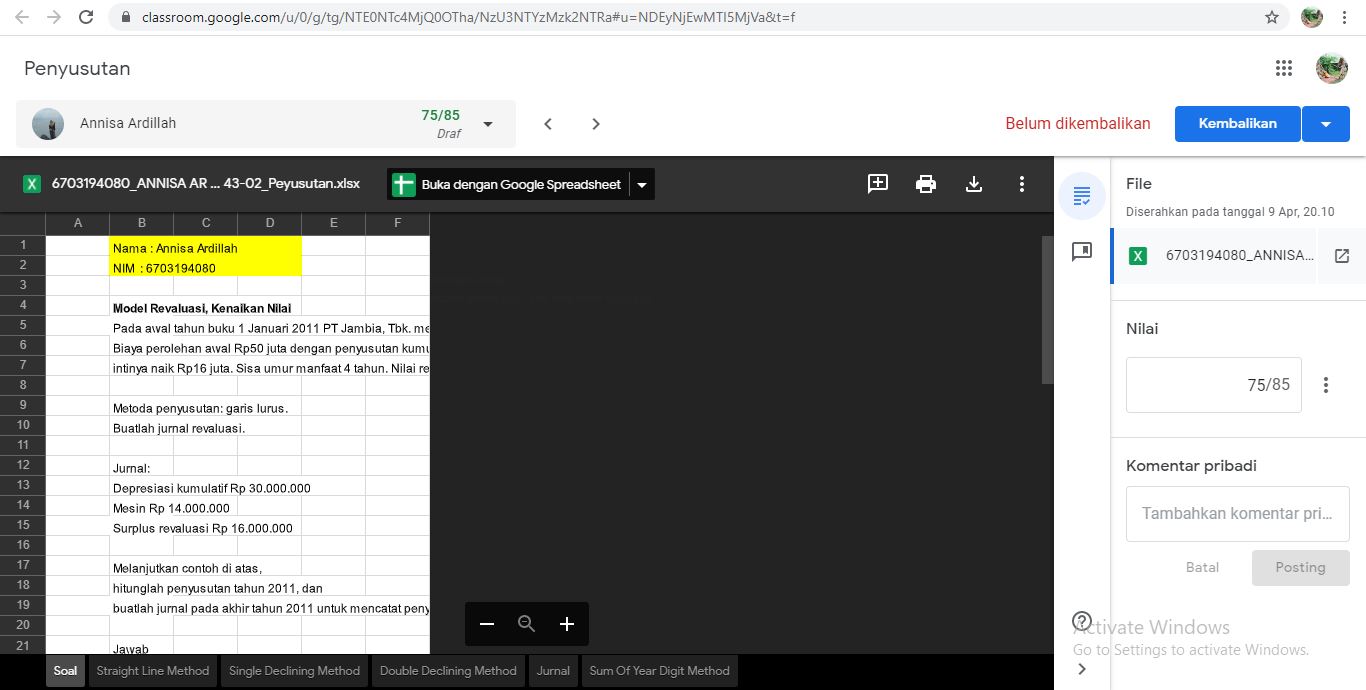 classroom.google.com/u/0/g/tg/NTE0NTc4MjQ0OTha/NzU3NTYzMzk2NTRa#u=NDEyNjEwMTI5MjVa&t=f
Penyusutan
Annisa Ardillah
75/85
Draf
Belum dikembalikan
Kembalikan
6703194080_ANNISA AR ... 43-02_Peyusutan.xlsx
Buka dengan Google Spreadsheet
A B C D E F
1 Nama : Annisa Ardillah
2 NIM : 6703194080
3
4 Model Revaluasi, Kenaikan Nilai
5 Pada awal tahun buku 1 Januari 2011 PT Jambia, Tbk. me
6 Biaya perolehan awal Rp50 juta dengan penyusutan kumu
7 intinya naik Rp16 juta. Sisa umur manfaat 4 tahun. Nilai re
8
9 Metoda penyusutan: garis lurus.
10 Buatlah jurnal revaluasi.
11
12 Jurnal:
13 Depresiasi kumulatif Rp 30.000.000
14 Mesin Rp 14.000.000
15 Surplus revaluasi Rp 16.000.000
16
17 Melanjutkan contoh di atas,
18 hitunglah penyusutan tahun 2011, dan
19 buatlah jurnal pada akhir tahun 2011 untuk mencatat peny
20
21 Jawab
Soal
Straight Line Method
Single Declining Method
Double Declining Method
Jurnal
Sum Of Year Digit Method
File
Diserahkan pada tanggal 9 Apr, 20.10
X 6703194080_ANNISA...
Nilai
75/85
Komentar pribadi
Tambahkan komentar pri...
Batal
Posting
Activate Windows
Go to Settings to activate Windows.